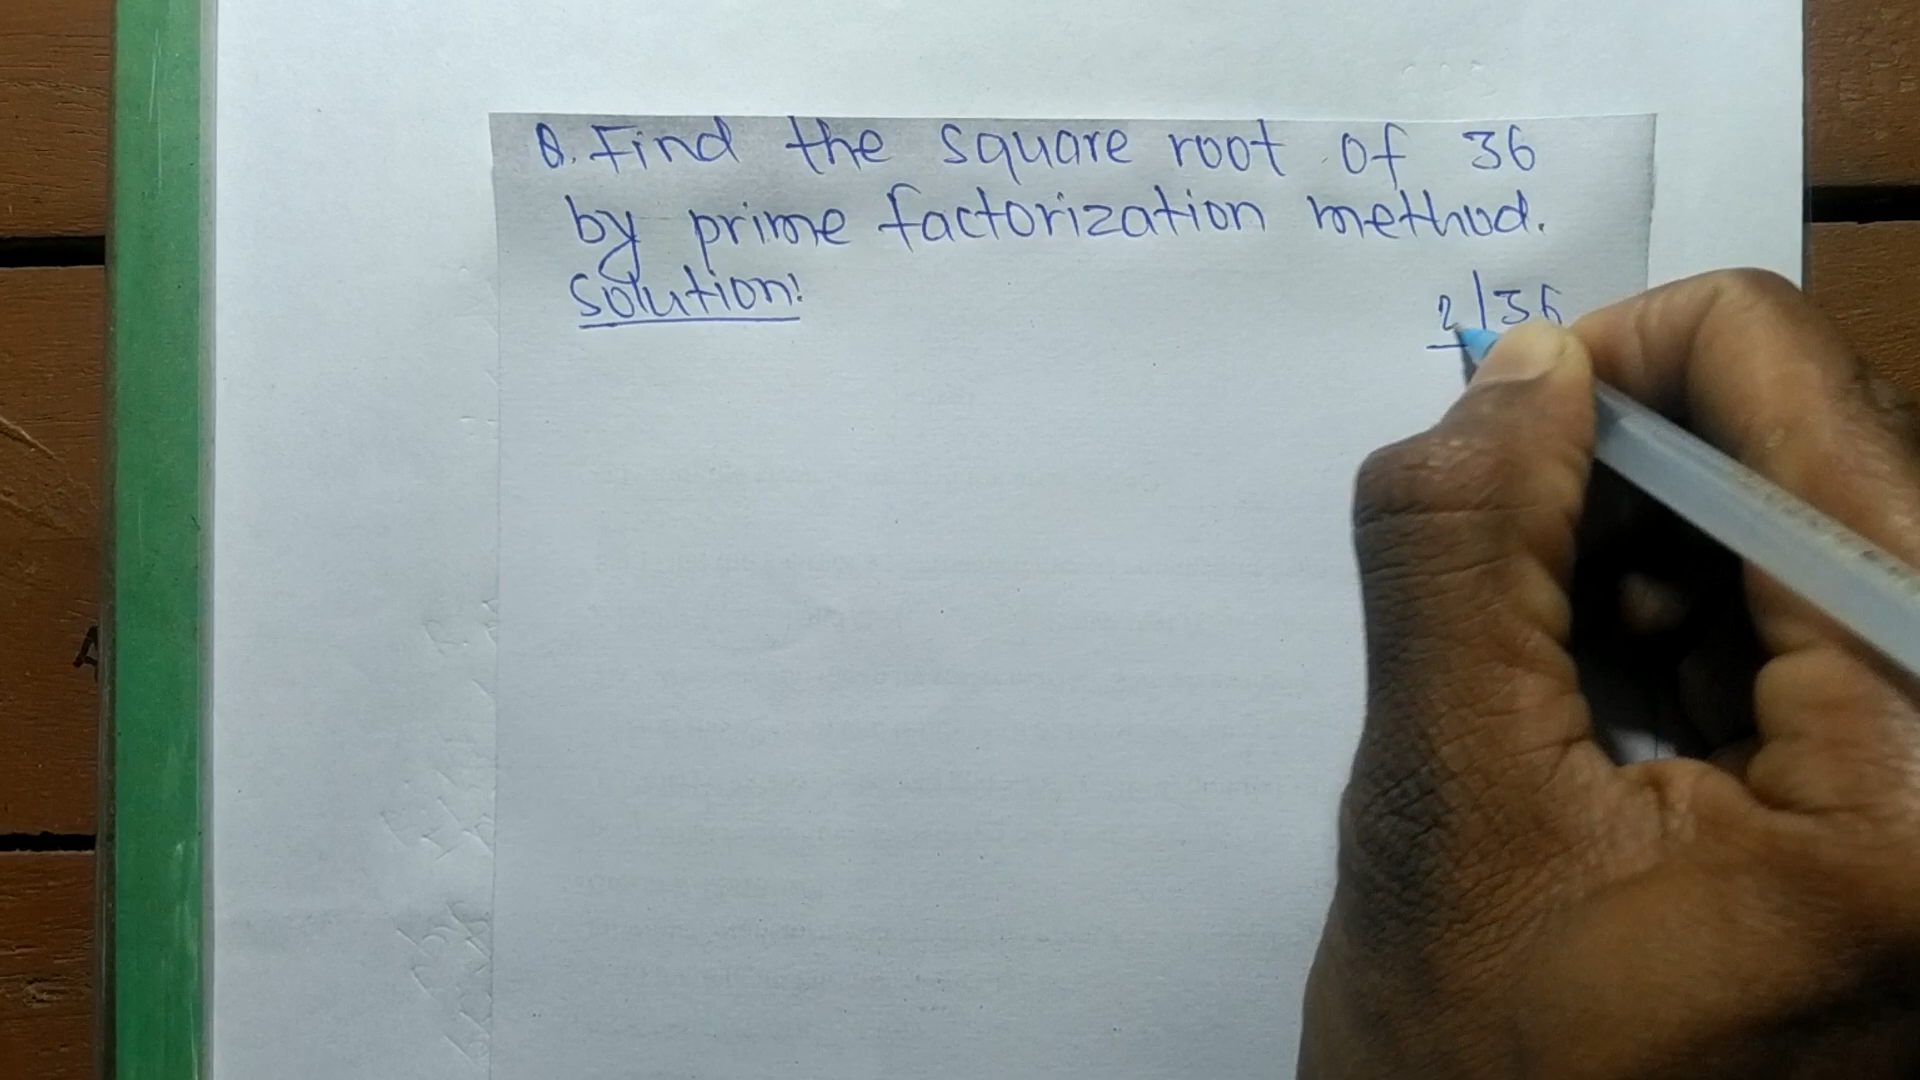 Q. Find the square root of 36
by prime factorization method.
Solution:
2|36